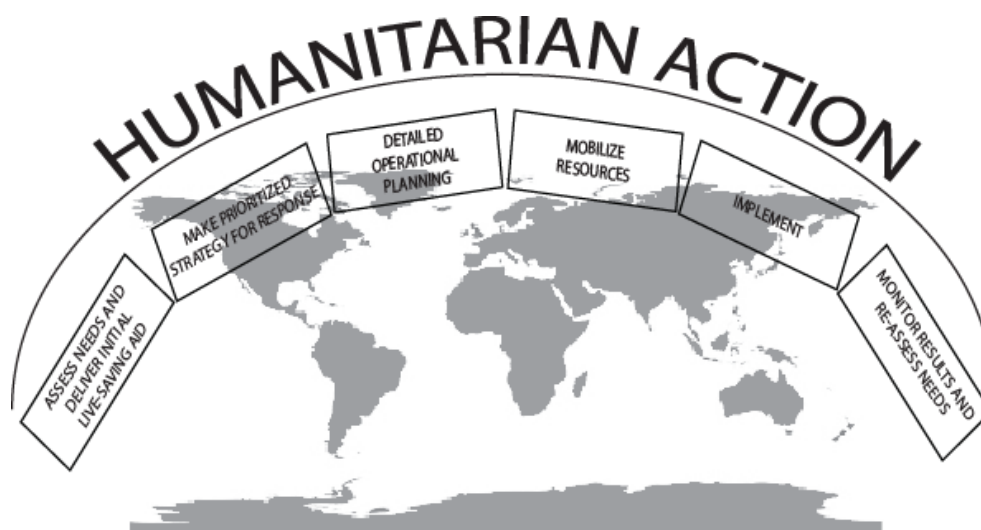 HUMANITARIAN ACTION
ASSESS NEEDS AND
DELIVER INITIAL
LIVE-SAVING AID
MAKE PRIORITIZED
STRATEGY FOR RESPONSE
DETAILED
OPERATIONAL
PLANNING
MOBILIZE
RESOURCES
IMPLEMENT
MONITOR RESULTS AND
RE-ASSESS NEEDS